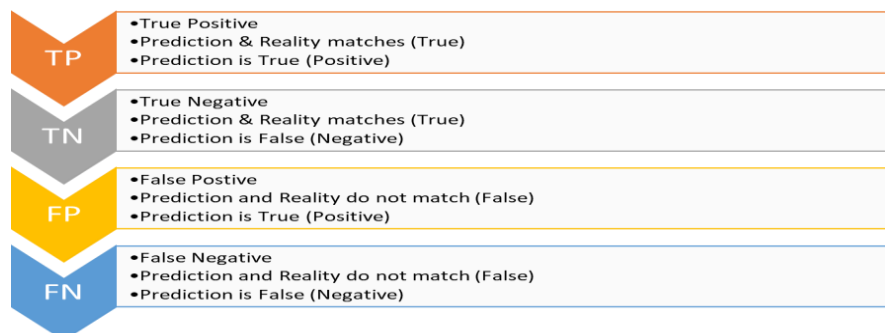 TP
•True Positive
•Prediction & Reality matches (True)
•Prediction is True (Positive)
TN
•True Negative
•Prediction & Reality matches (True)
•Prediction is False (Negative)
FP
•False Postive
•Prediction and Reality do not match (False)
•Prediction is True (Positive)
FN
•False Negative
•Prediction and Reality do not match (False)
•Prediction is False (Negative)